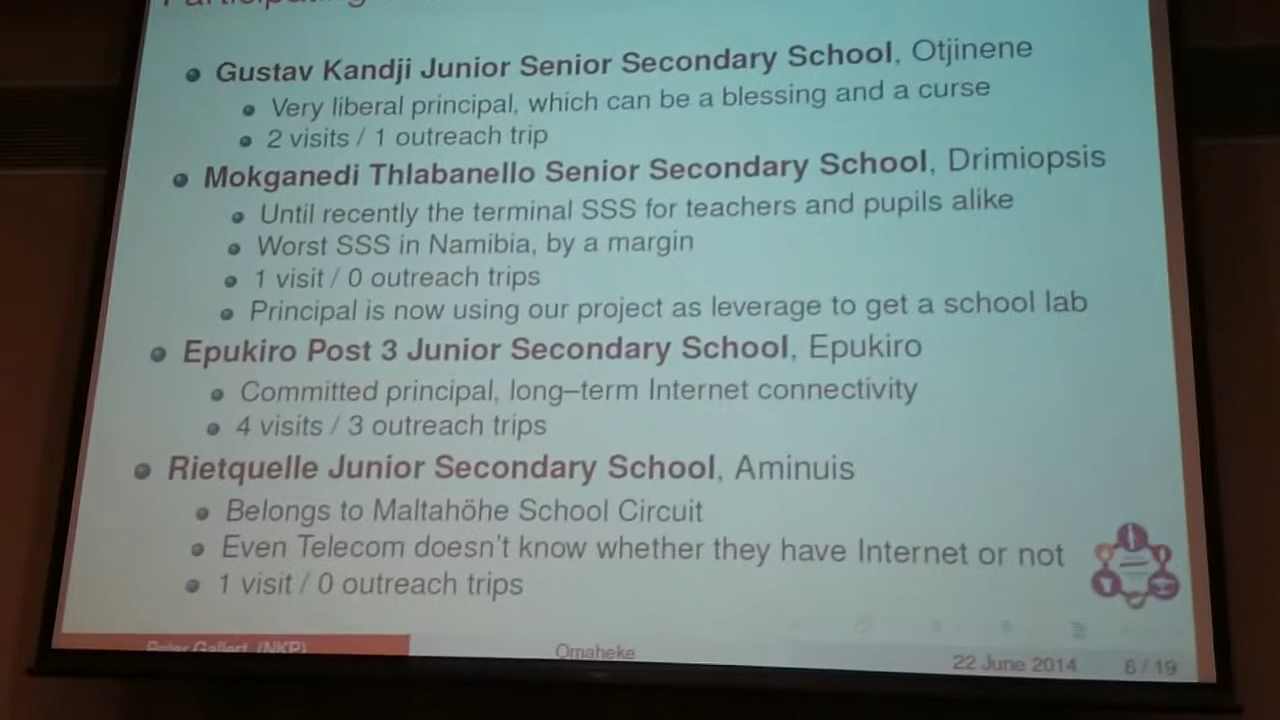 Participating
Gustav Kandji Junior Senior Secondary School, Otjinene
Very liberal principal, which can be a blessing and a curse
2 visits / 1 outreach trip
Mokganedi Thlabanello Senior Secondary School, Drimiopsis
Until recently the terminal SSS for teachers and pupils alike
Worst SSS in Namibia, by a margin
1 visit / 0 outreach trips
Principal is now using our project as leverage to get a school lab
Epukiro Post 3 Junior Secondary School, Epukiro
Committed principal, long–term Internet connectivity
4 visits / 3 outreach trips
Rietquelle Junior Secondary School, Aminuis
Belongs to Maltahöhe School Circuit
Even Telecom doesn't know whether they have Internet or not
1 visit / 0 outreach trips
Peter Gallert (NKP) Omaheke 22 June 2014 6 / 19